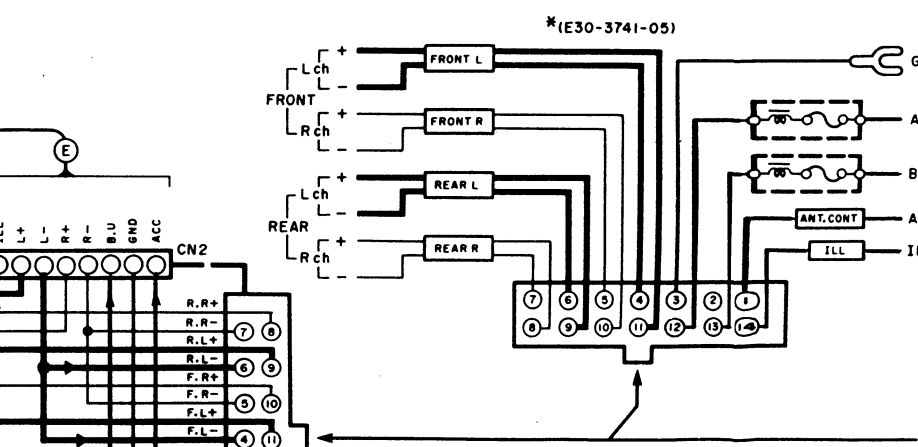 *(E30-3741-05)
+
L ch
FRONT L
−
FRONT
+
R ch
FRONT R
−
+
L ch
REAR L
−
REAR
+
R ch
REAR R
−
G
A
B
ANT.CONT
A
ILL
E
L+
L-
R+
R-
B.U
GND
ACC
CN2
7 6 5 4 3 2 1
8 9 10 11 12 13 14
R.R+
R.R−
7 8
R.L+
R.L−
6 9
F.R+
F.R−
5 10
F.L+
F.L−
4 11